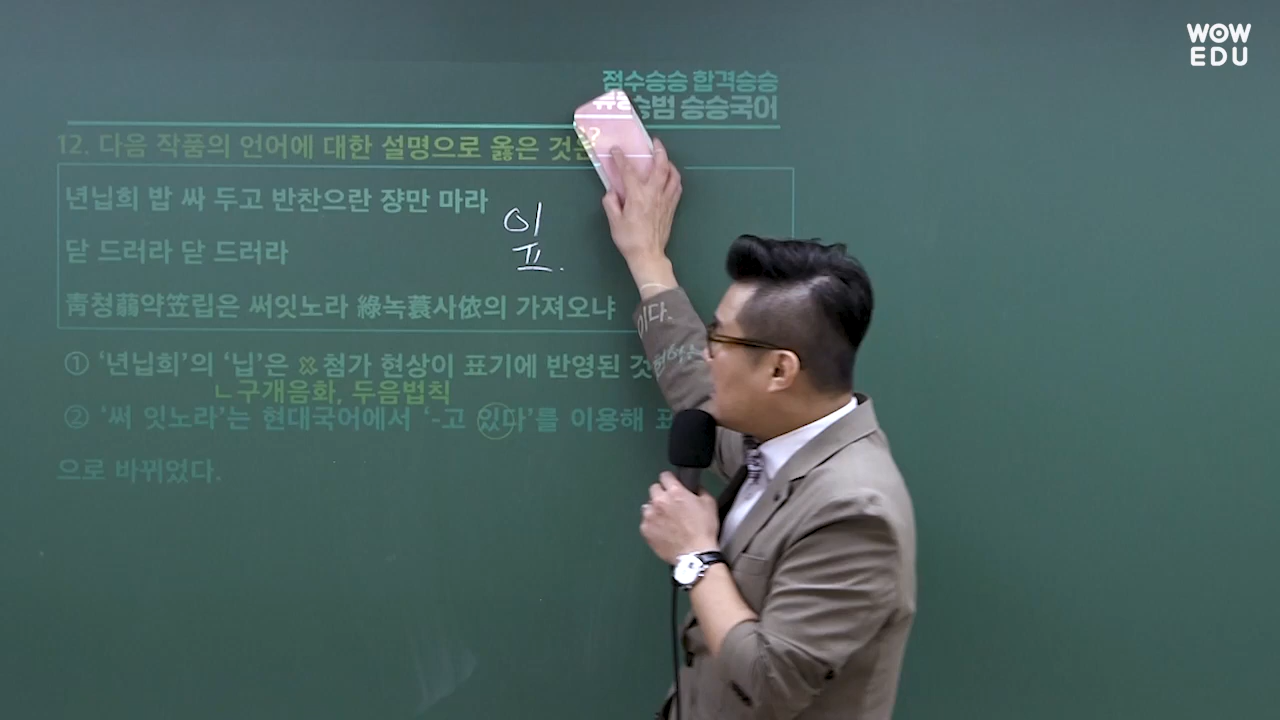 WOW
EDU
점수승승 합격승승
승범 승승국어
12. 다음 작품의 언어에 대한 설명으로 옳은 것은?
년닙희 밥 싸 두고 반찬으란 쟝만 마라
잎.
닫 드러라 닫 드러라
靑청蒻약笠립은 써잇노라 綠녹蓑사依의 가져오냐
이다.
① ‘년닙희’의 ‘닙’은 ㄴ첨가 현상이 표기에 반영된 것
ㄴ구개음화, 두음법칙
② ‘써 잇노라’는 현대국어에서 ‘-고 있다’를 이용해 표
으로 바뀌었다.